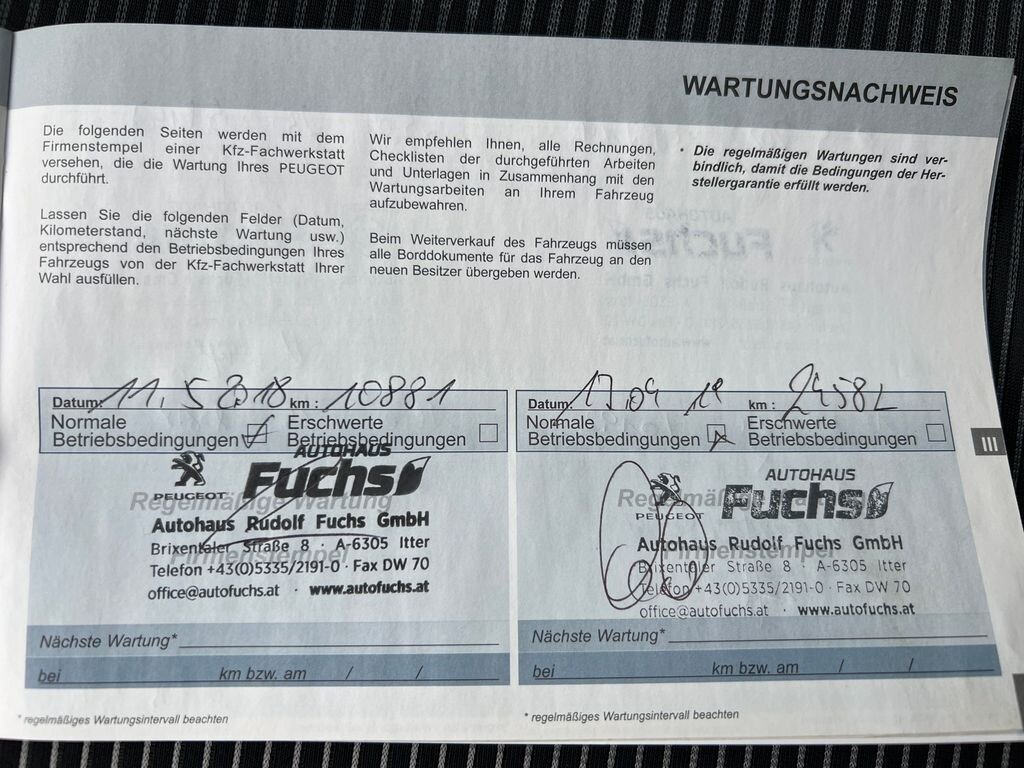 WARTUNGSNACHWEIS
Die folgenden Seiten werden mit dem
Firmenstempel einer Kfz-Fachwerkstatt
versehen, die die Wartung Ihres PEUGEOT
durchführt.
Lassen Sie die folgenden Felder (Datum,
Kilometerstand, nächste Wartung usw.)
entsprechend den Betriebsbedingungen Ihres
Fahrzeugs von der Kfz-Fachwerkstatt Ihrer
Wahl ausfüllen.
Wir empfehlen Ihnen, alle Rechnungen,
Checklisten der durchgeführten Arbeiten
und Unterlagen in Zusammenhang mit den
Wartungsarbeiten an Ihrem Fahrzeug
aufzubewahren.
Beim Weiterverkauf des Fahrzeugs müssen
alle Borddokumente für das Fahrzeug an den
neuen Besitzer übergeben werden.
• Die regelmäßigen Wartungen sind ver-
bindlich, damit die Bedingungen der Her-
stellergarantie erfüllt werden.
Datum: 11.5.2018 km : 10881
Normale Erschwerte
Betriebsbedingungen Betriebsbedingungen
AUTOHAUS
PEUGEOT Fuchs
Regelmäßige Wartung
Autohaus Rudolf Fuchs GmbH
Brixentaler Straße 8 · A-6305 Itter
Firmenstempel
Telefon +43(0)5335/2191-0 · Fax DW 70
office@autofuchs.at · www.autofuchs.at
Nächste Wartung*
bei km bzw. am / /
* regelmäßiges Wartungsintervall beachten
Datum: 17.04 19 km :
Normale Erschwerte
Betriebsbedingungen Betriebsbedingungen
AUTOHAUS
PEUGEOT Fuchs
Autohaus Rudolf Fuchs GmbH
Firmenstempel
Brixentaler Straße 8 · A-6305 Itter
Telefon +43(0)5335/2191-0 · Fax DW 70
office@autofuchs.at · www.autofuchs.at
Nächste Wartung*
bei km bzw. am / /
* regelmäßiges Wartungsintervall beachten
III